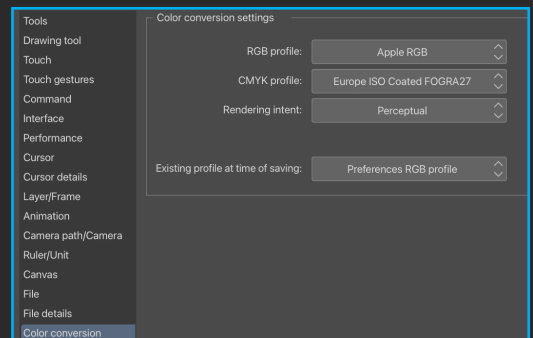 Tools
Drawing tool
Touch
Touch gestures
Command
Interface
Performance
Cursor
Cursor details
Layer/Frame
Animation
Camera path/Camera
Ruler/Unit
Canvas
File
File details
Color conversion
Color conversion settings
RGB profile: Apple RGB
CMYK profile: Europe ISO Coated FOGRA27
Rendering intent: Perceptual
Existing profile at time of saving: Preferences RGB profile